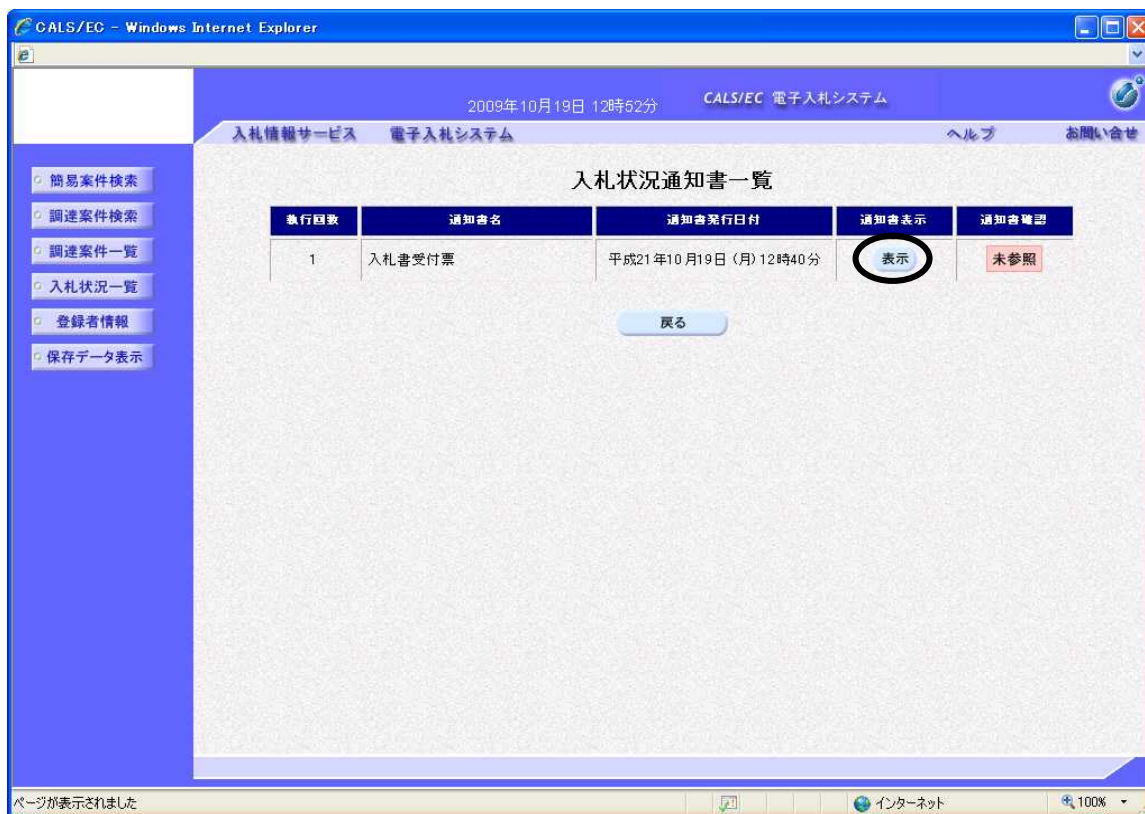 CALS/EC - Windows Internet Explorer
2009年10月19日 12時52分
CALS/EC 電子入札システム
入札情報サービス 電子入札システム ヘルプ お問い合せ
簡易案件検索
調達案件検索
調達案件一覧
入札状況一覧
登録者情報
保存データ表示
入札状況通知書一覧
執行回数 通知書名 通知書発行日付 通知書表示 通知書確認
1 入札書受付票 平成21年10月19日 (月) 12時40分 表示 未参照
戻る
ページが表示されました インターネット 100%